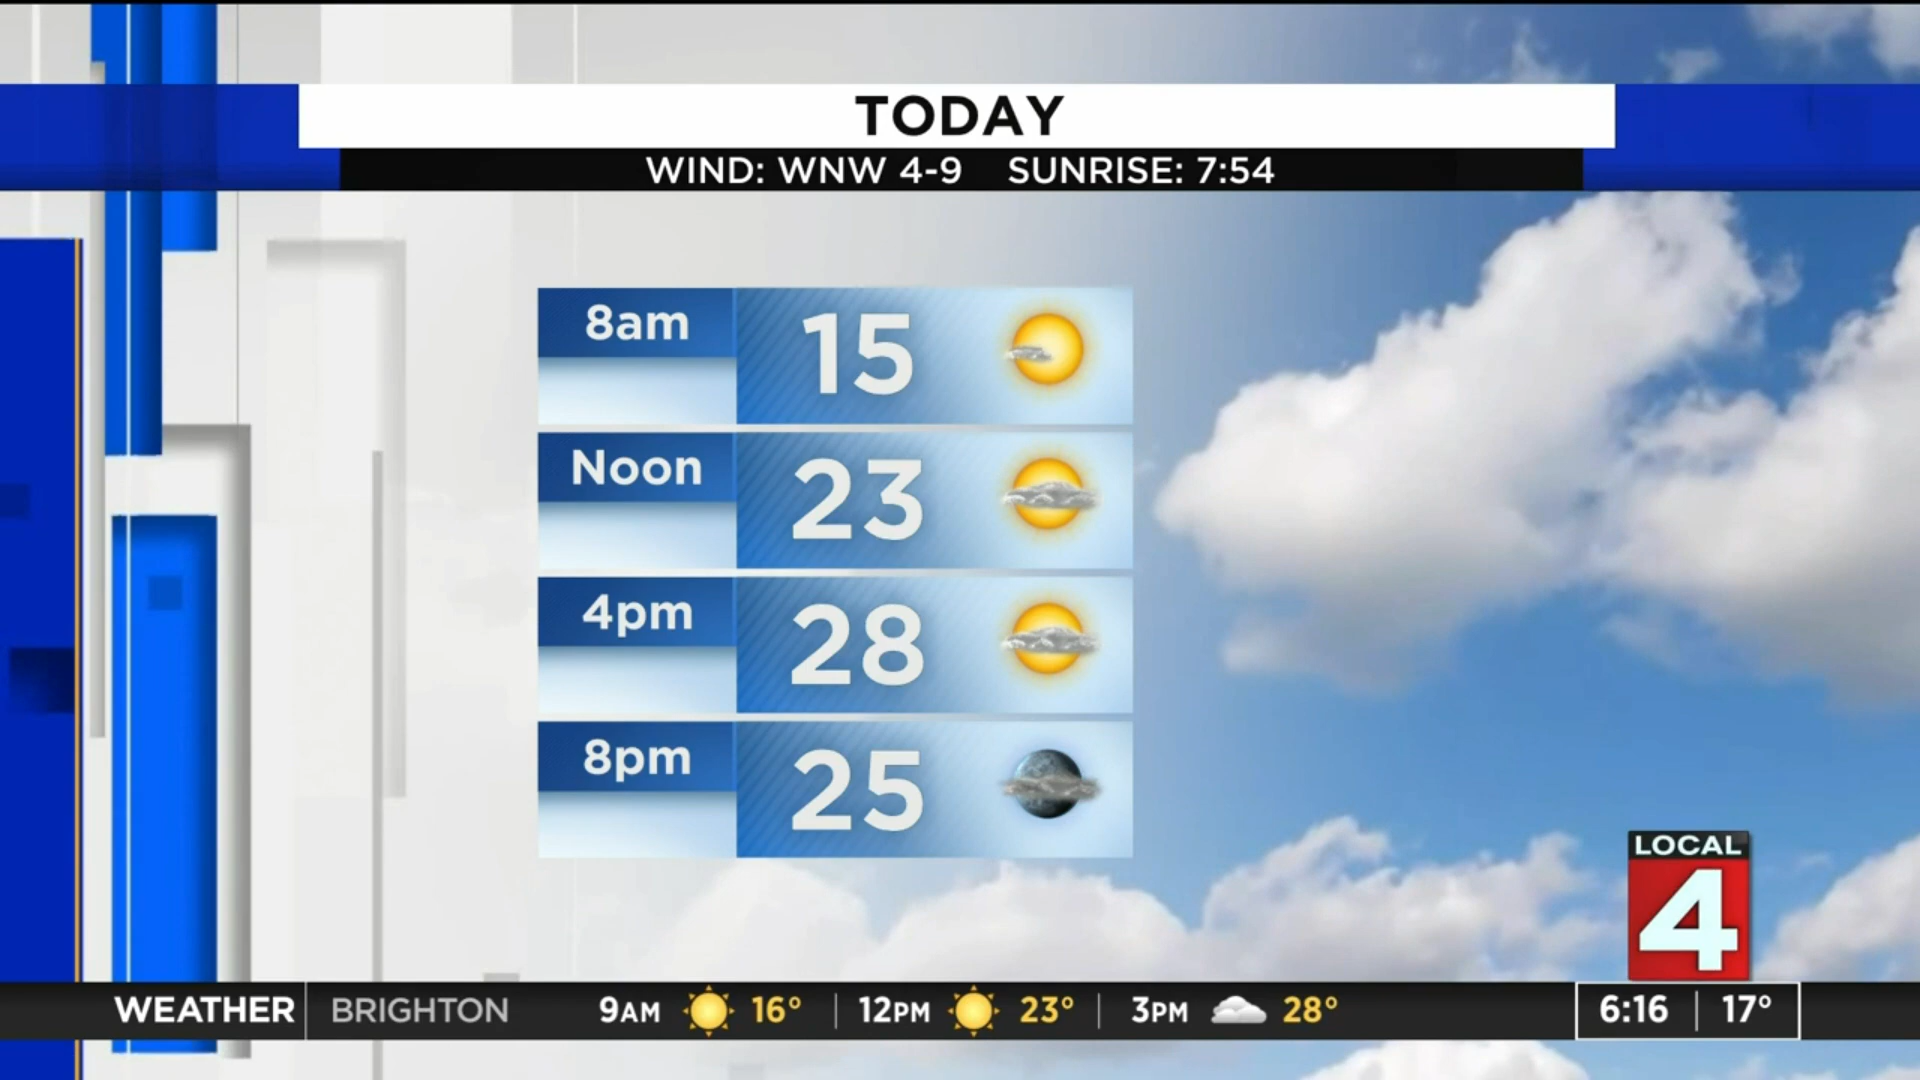 TODAY
WIND: WNW 4-9 SUNRISE: 7:54
8am 15
Noon 23
4pm 28
8pm 25
LOCAL
4
WEATHER BRIGHTON 9AM 16° 12PM 23° 3PM 28° 6:16 17°